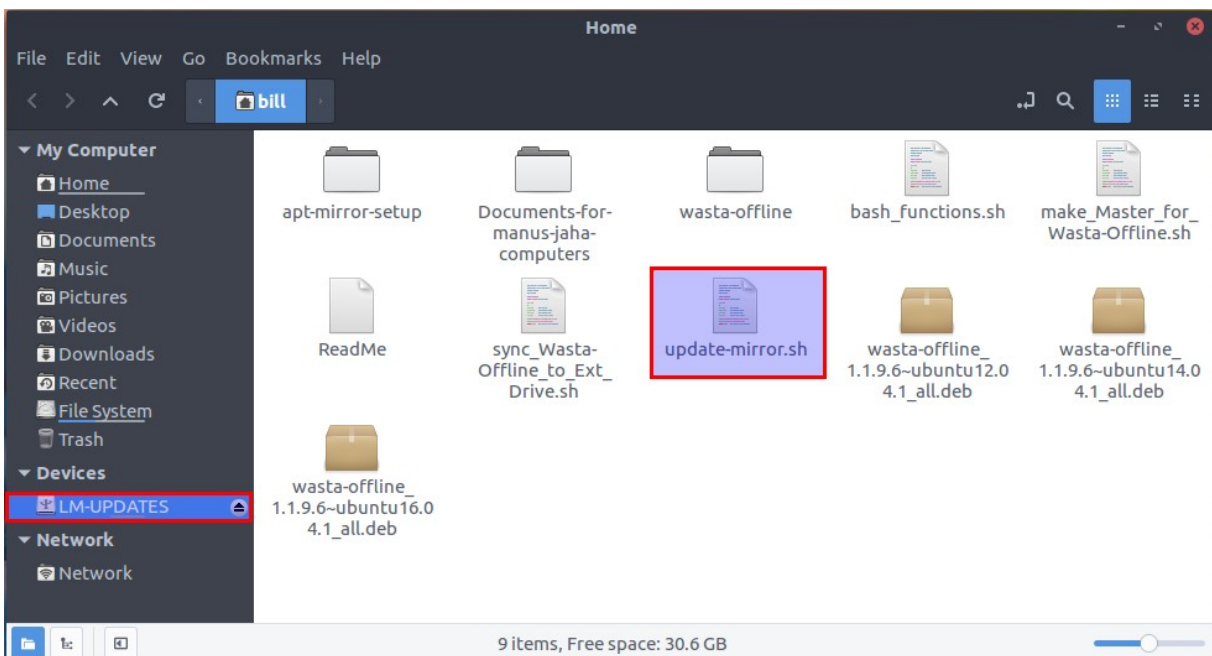 Home
File Edit View Go Bookmarks Help
bill
My Computer
Home
Desktop
Documents
Music
Pictures
Videos
Downloads
Recent
File System
Trash
Devices
LM-UPDATES
Network
Network
apt-mirror-setup
Documents-for-
manus-jaha-
computers
wasta-offline
bash_functions.sh
make_Master_for_
Wasta-Offline.sh
ReadMe
sync_Wasta-
Offline_to_Ext_
Drive.sh
update-mirror.sh
wasta-offline_
1.1.9.6~ubuntu12.0
4.1_all.deb
wasta-offline_
1.1.9.6~ubuntu14.0
4.1_all.deb
wasta-offline_
1.1.9.6~ubuntu16.0
4.1_all.deb
9 items, Free space: 30.6 GB